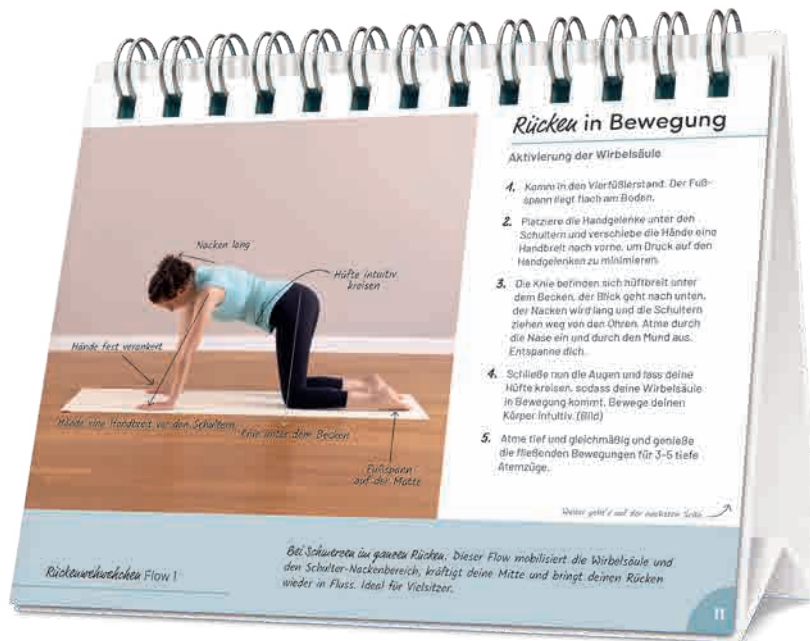 Rücken in Bewegung
Aktivierung der Wirbelsäule
1. Komm in den Vierfüßlerstand. Der Fuß-
spann liegt flach am Boden.
2. Platziere die Handgelenke unter den
Schultern und verschiebe die Hände eine
Handbreit nach vorne, um Druck auf den
Handgelenken zu minimieren.
3. Die Knie befinden sich hüftbreit unter
dem Becken, der Blick geht nach unten,
der Nacken wird lang und die Schultern
ziehen weg von den Ohren. Atme durch
die Nase ein und durch den Mund aus.
Entspanne dich.
4. Schließe nun die Augen und lass deine
Hüfte kreisen, sodass deine Wirbelsäule
in Bewegung kommt. Bewege deinen
Körper intuitiv. (Bild)
5. Atme tief und gleichmäßig und genieße
die fließenden Bewegungen für 3-5 tiefe
Atemzüge.
Weiter geht's auf der nächsten Seite
Nacken lang
Hüfte intuitiv
kreisen
Hände fest verankert
Hände eine Handbreit vor den Schultern
Knie unter dem Becken
Fußspann
auf der Matte
Rückenwehwehchen Flow 1
Bei Schmerzen im ganzen Rücken. Dieser Flow mobilisiert die Wirbelsäule und
den Schulter-Nackenbereich, kräftigt deine Mitte und bringt deinen Rücken
wieder in Fluss. Ideal für Vielsitzer.
11